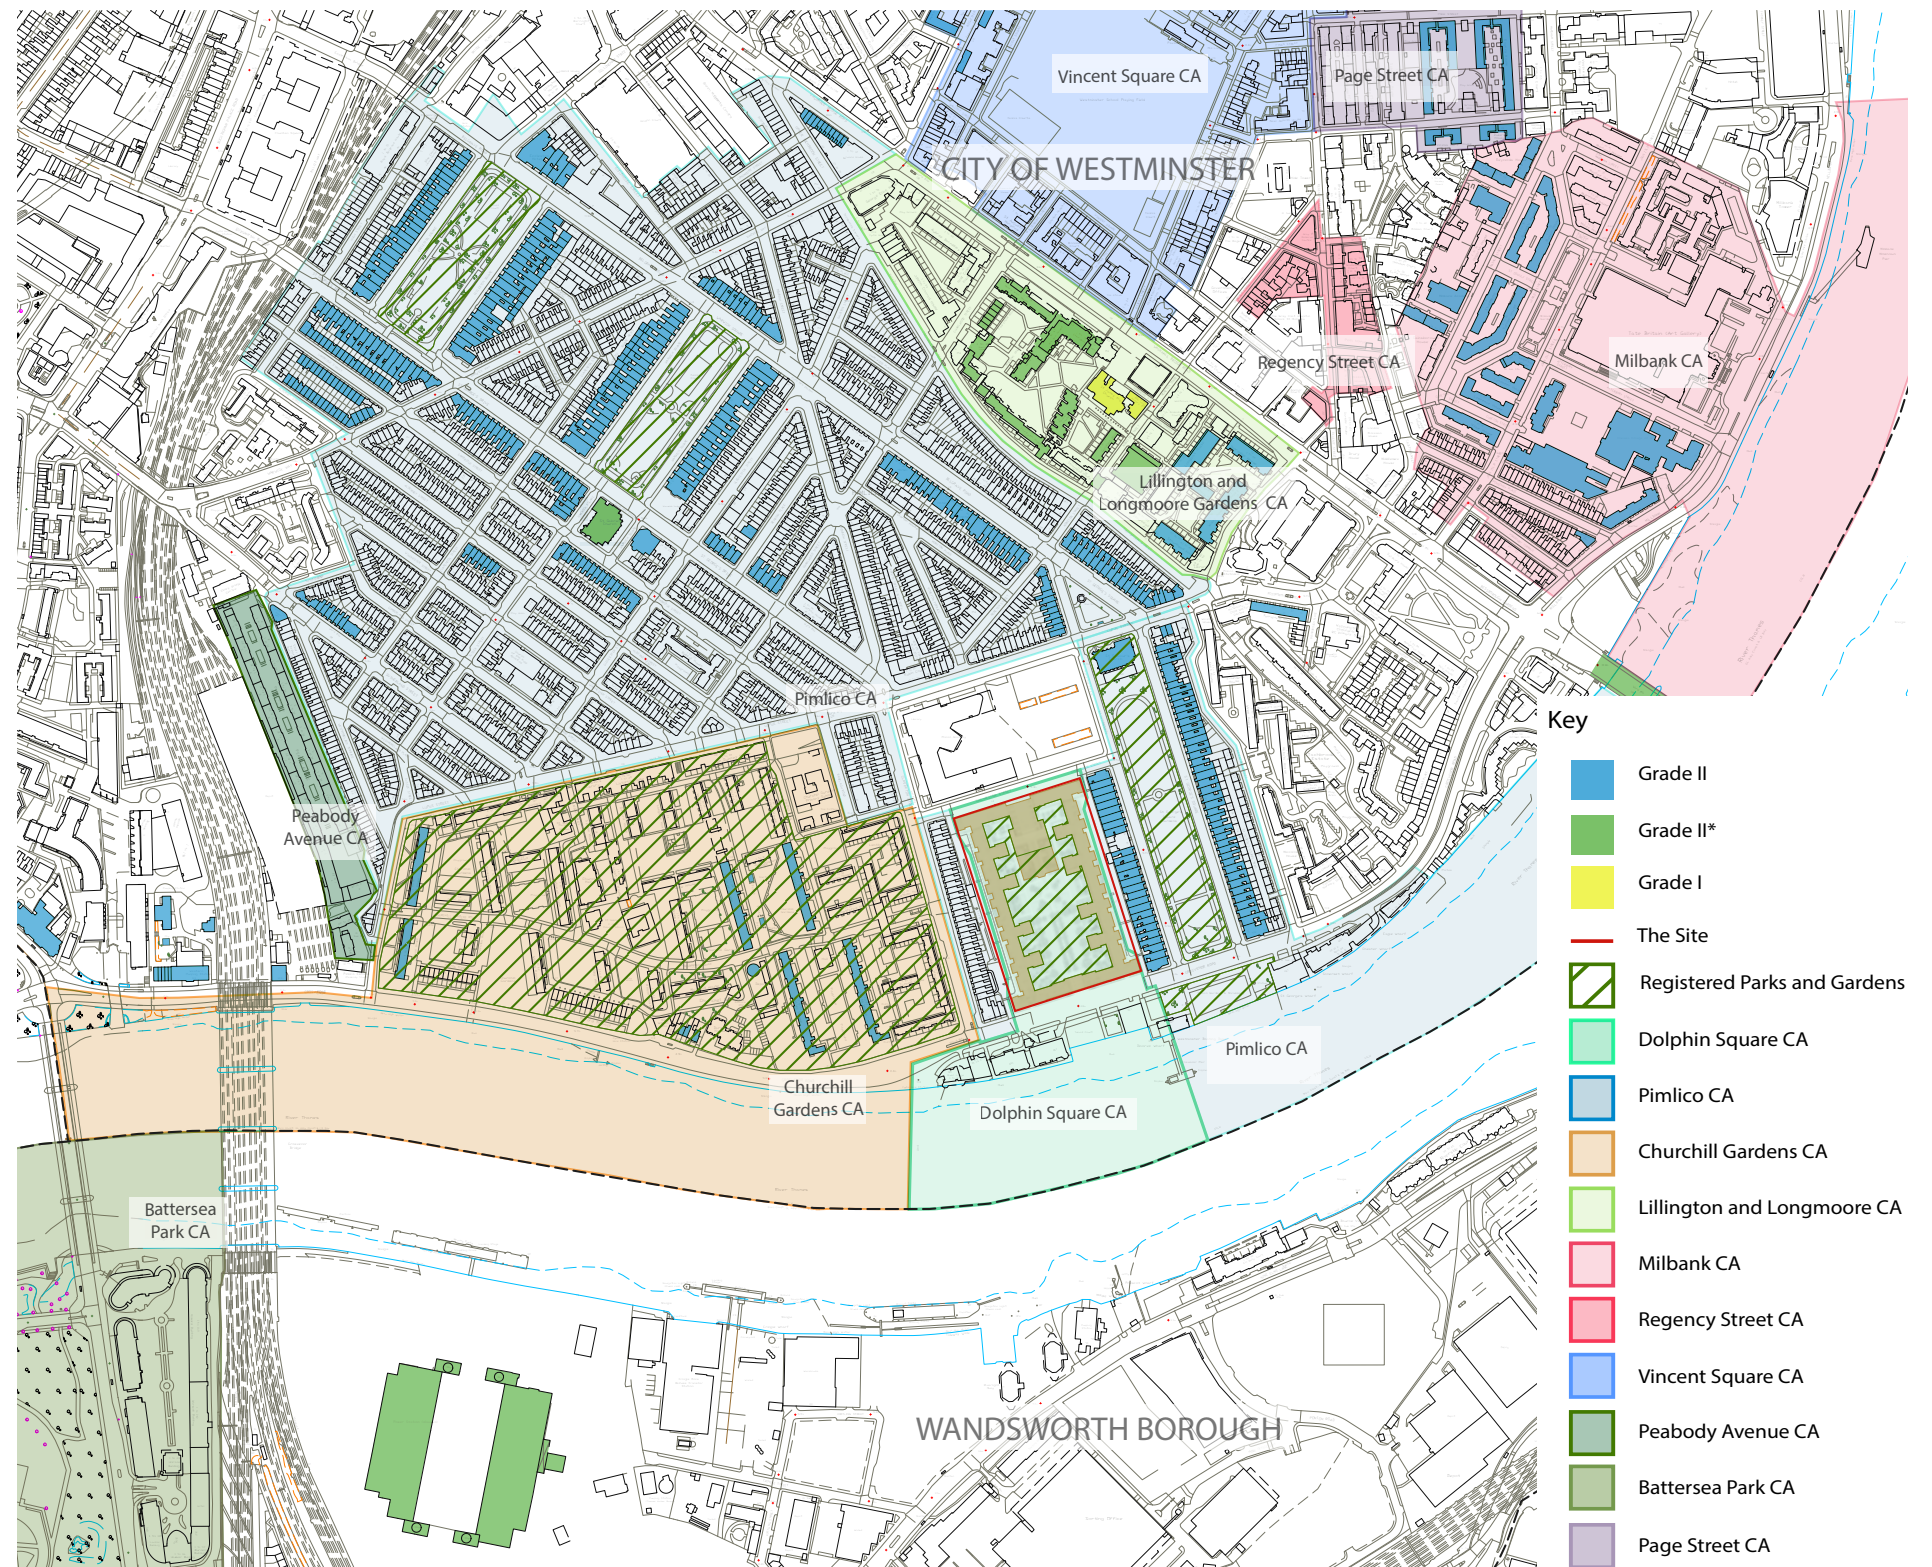 Vincent Square CA
Page Street CA
CITY OF WESTMINSTER
Regency Street CA
Milbank CA
Lillington and
Longmoore Gardens CA
Pimlico CA
Peabody
Avenue CA
Churchill
Gardens CA
Dolphin Square CA
Pimlico CA
Battersea
Park CA
WANDSWORTH BOROUGH
Key
Grade II
Grade II*
Grade I
The Site
Registered Parks and Gardens
Dolphin Square CA
Pimlico CA
Churchill Gardens CA
Lillington and Longmoore CA
Milbank CA
Regency Street CA
Vincent Square CA
Peabody Avenue CA
Battersea Park CA
Page Street CA